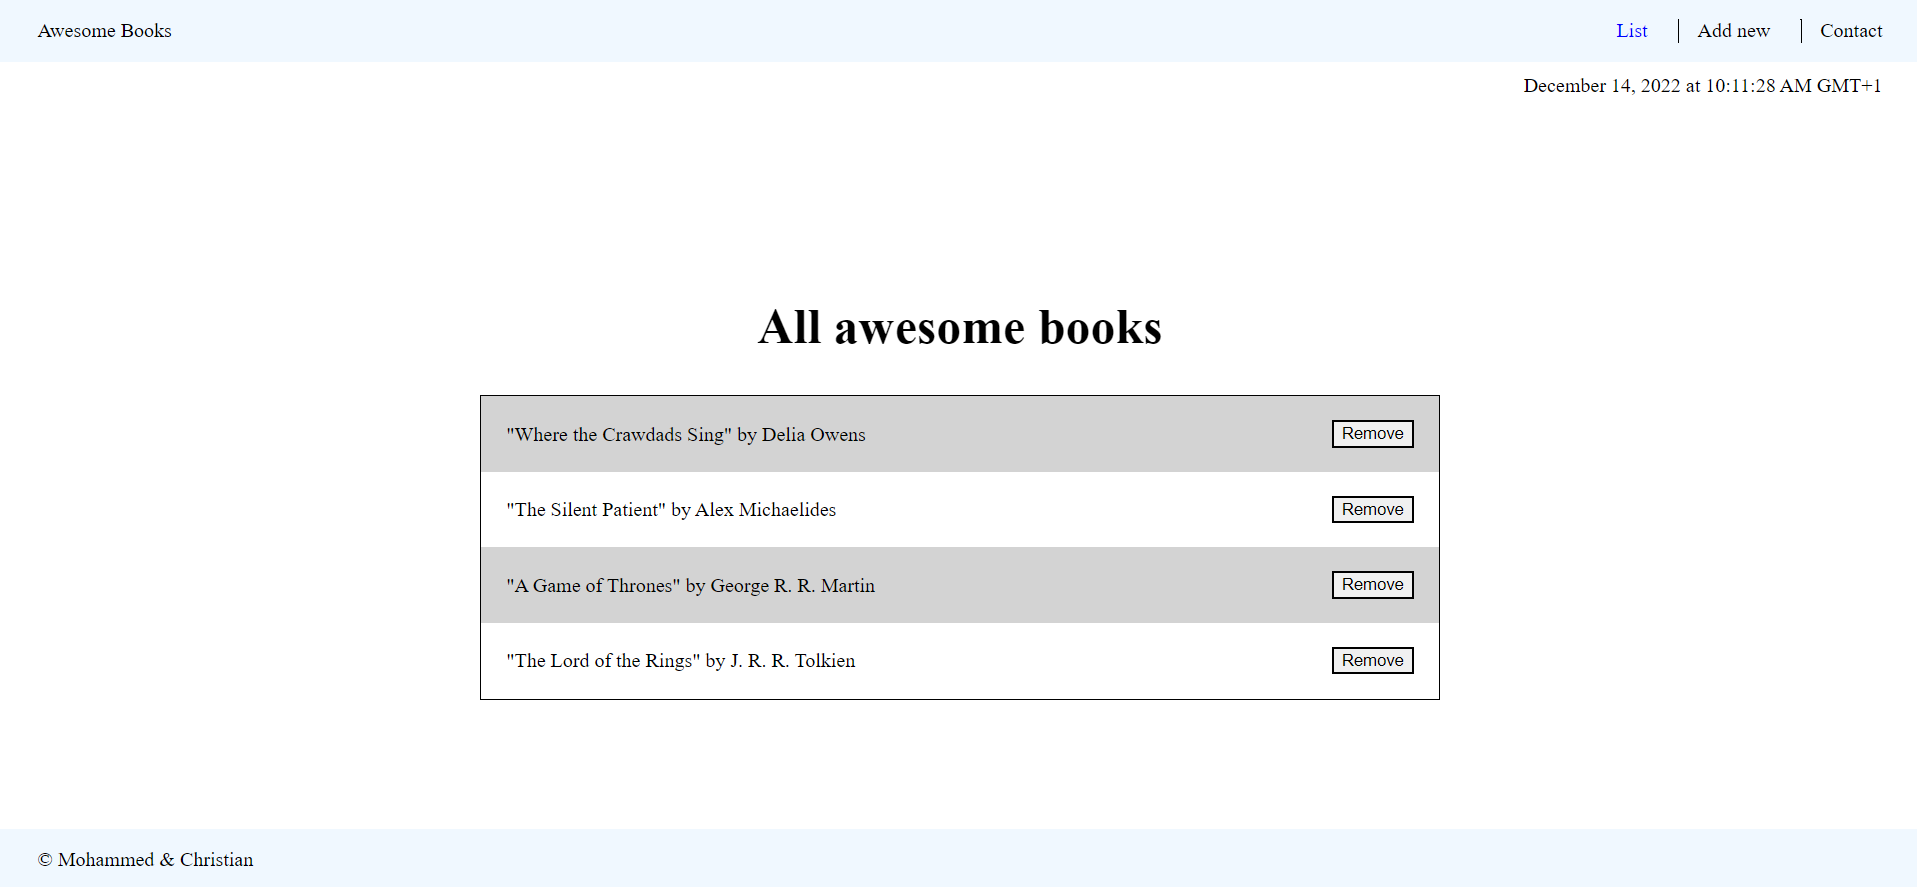 Awesome Books
List
Add new
Contact
December 14, 2022 at 10:11:28 AM GMT+1
All awesome books
"Where the Crawdads Sing" by Delia Owens
Remove
"The Silent Patient" by Alex Michaelides
Remove
"A Game of Thrones" by George R. R. Martin
Remove
"The Lord of the Rings" by J. R. R. Tolkien
Remove
© Mohammed & Christian